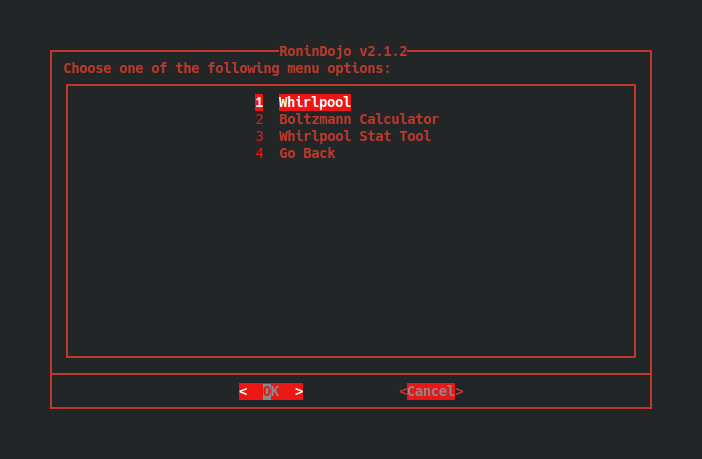 RoninDojo v2.1.2
Choose one of the following menu options:
1 Whirlpool
2 Boltzmann Calculator
3 Whirlpool Stat Tool
4 Go Back
< OK > <Cancel>